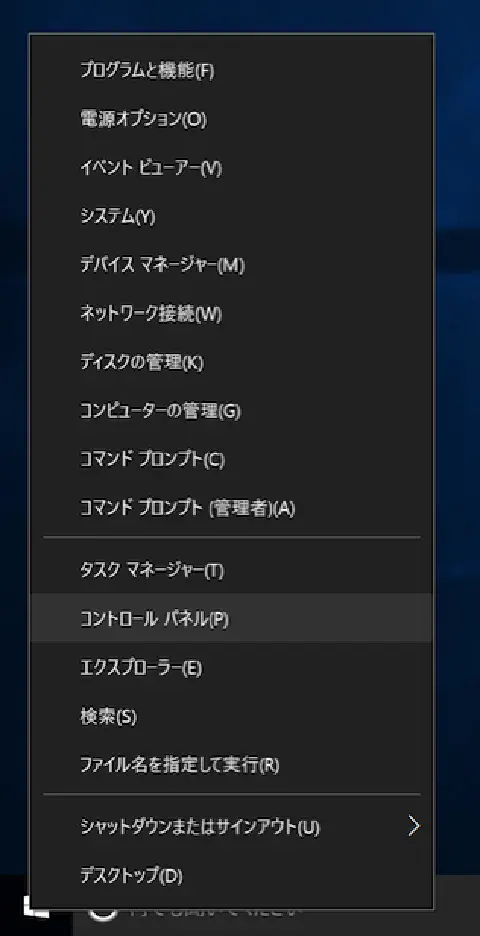 プログラムと機能(F)
電源オプション(O)
イベント ビューアー(V)
システム(Y)
デバイス マネージャー(M)
ネットワーク接続(W)
ディスクの管理(K)
コンピューターの管理(G)
コマンド プロンプト(C)
コマンド プロンプト (管理者)(A)
タスク マネージャー(T)
コントロール パネル(P)
エクスプローラー(E)
検索(S)
ファイル名を指定して実行(R)
シャットダウンまたはサインアウト(U)
デスクトップ(D)